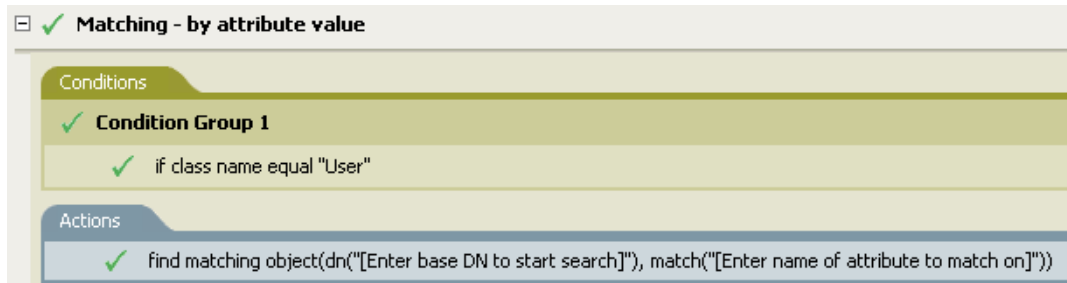 Matching - by attribute value
Conditions
Condition Group 1
if class name equal "User"
Actions
find matching object(dn("[Enter base DN to start search]"), match("[Enter name of attribute to match on]"))